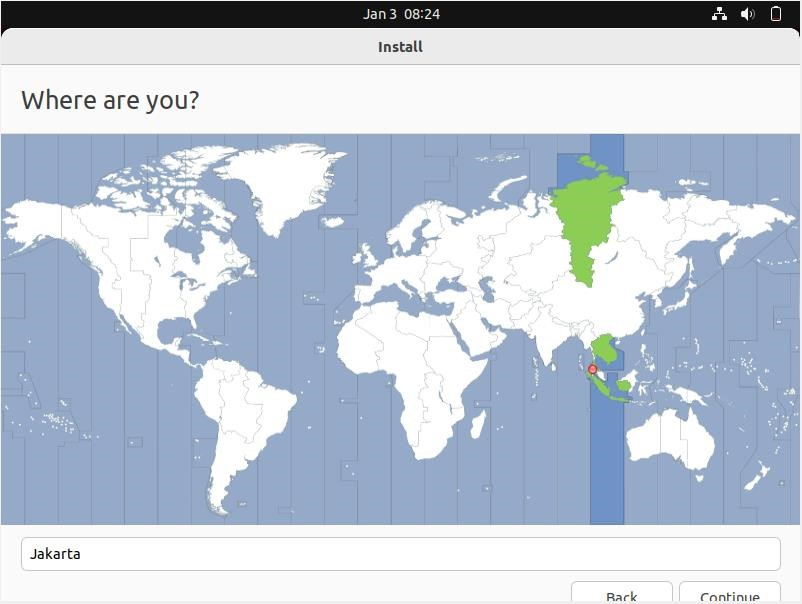 Jan 3 08:24
Install
Where are you?
Jakarta
Back
Continue